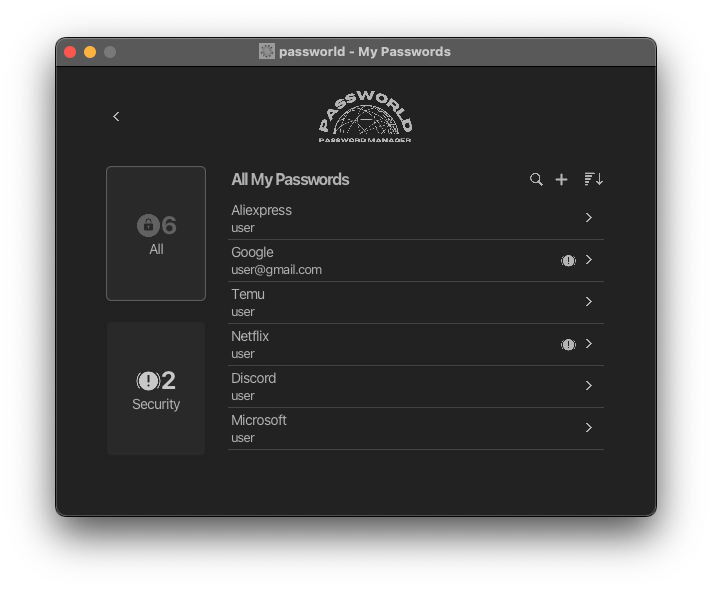 passworld - My Passwords
PASSWORLD
PASSWORD MANAGER
6
All
2
Security
All My Passwords
Aliexpress
user
Google
user@gmail.com
Temu
user
Netflix
user
Discord
user
Microsoft
user